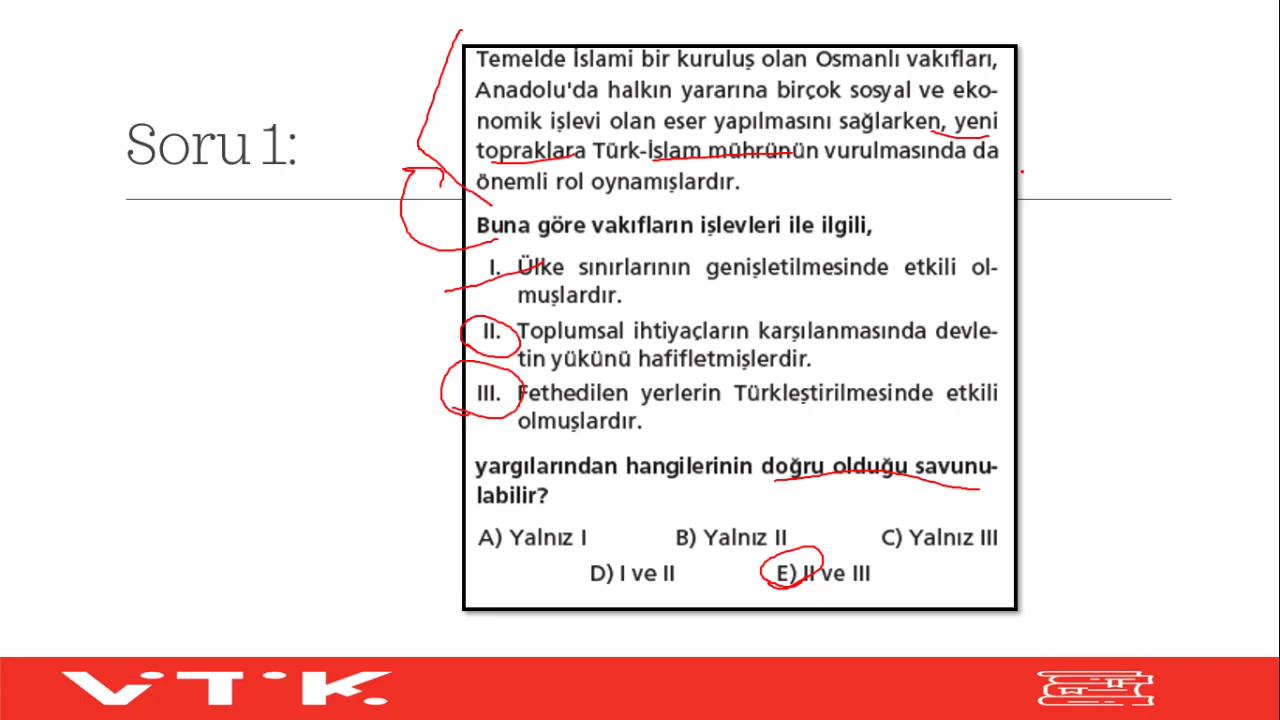 Soru 1:
Temelde İslami bir kuruluş olan Osmanlı vakıfları,
Anadolu'da halkın yararına birçok sosyal ve eko-
nomik işlevi olan eser yapılmasını sağlarken, yeni
topraklara Türk-İslam mührünün vurulmasında da
önemli rol oynamışlardır.
Buna göre vakıfların işlevleri ile ilgili,
I. Ülke sınırlarının genişletilmesinde etkili ol-
muşlardır.
II. Toplumsal ihtiyaçların karşılanmasında devle-
tin yükünü hafifletmişlerdir.
III. Fethedilen yerlerin Türkleştirilmesinde etkili
olmuşlardır.
yargılarından hangilerinin doğru olduğu savunu-
labilir?
A) Yalnız I B) Yalnız II C) Yalnız III
D) I ve II E) II ve III
VTK